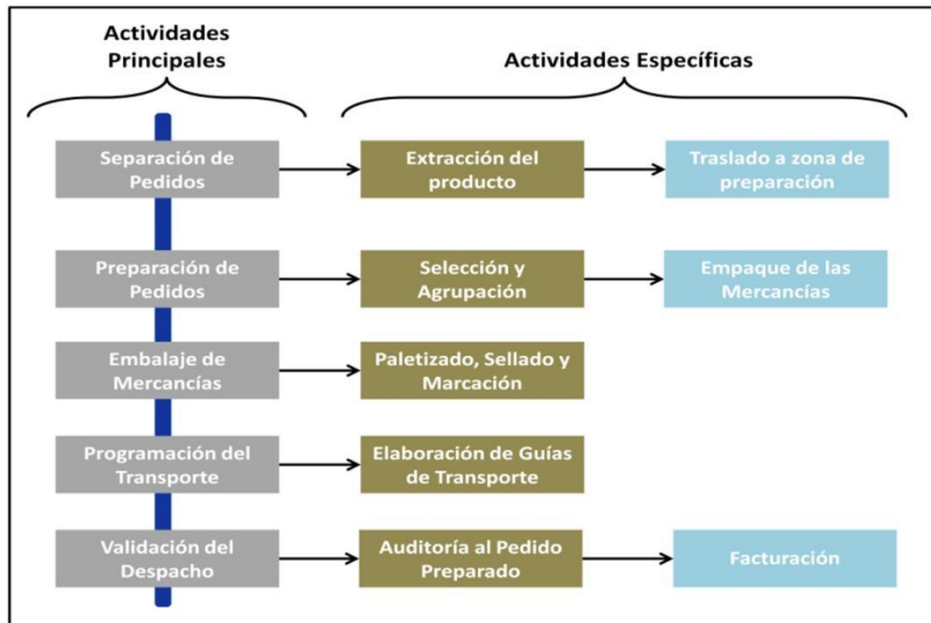 Actividades
Principales
Actividades Específicas
Separación de
Pedidos
Extracción del
producto
Traslado a zona de
preparación
Preparación de
Pedidos
Selección y
Agrupación
Empaque de las
Mercancías
Embalaje de
Mercancías
Paletizado, Sellado y
Marcación
Programación del
Transporte
Elaboración de Guías
de Transporte
Validación del
Despacho
Auditoría al Pedido
Preparado
Facturación